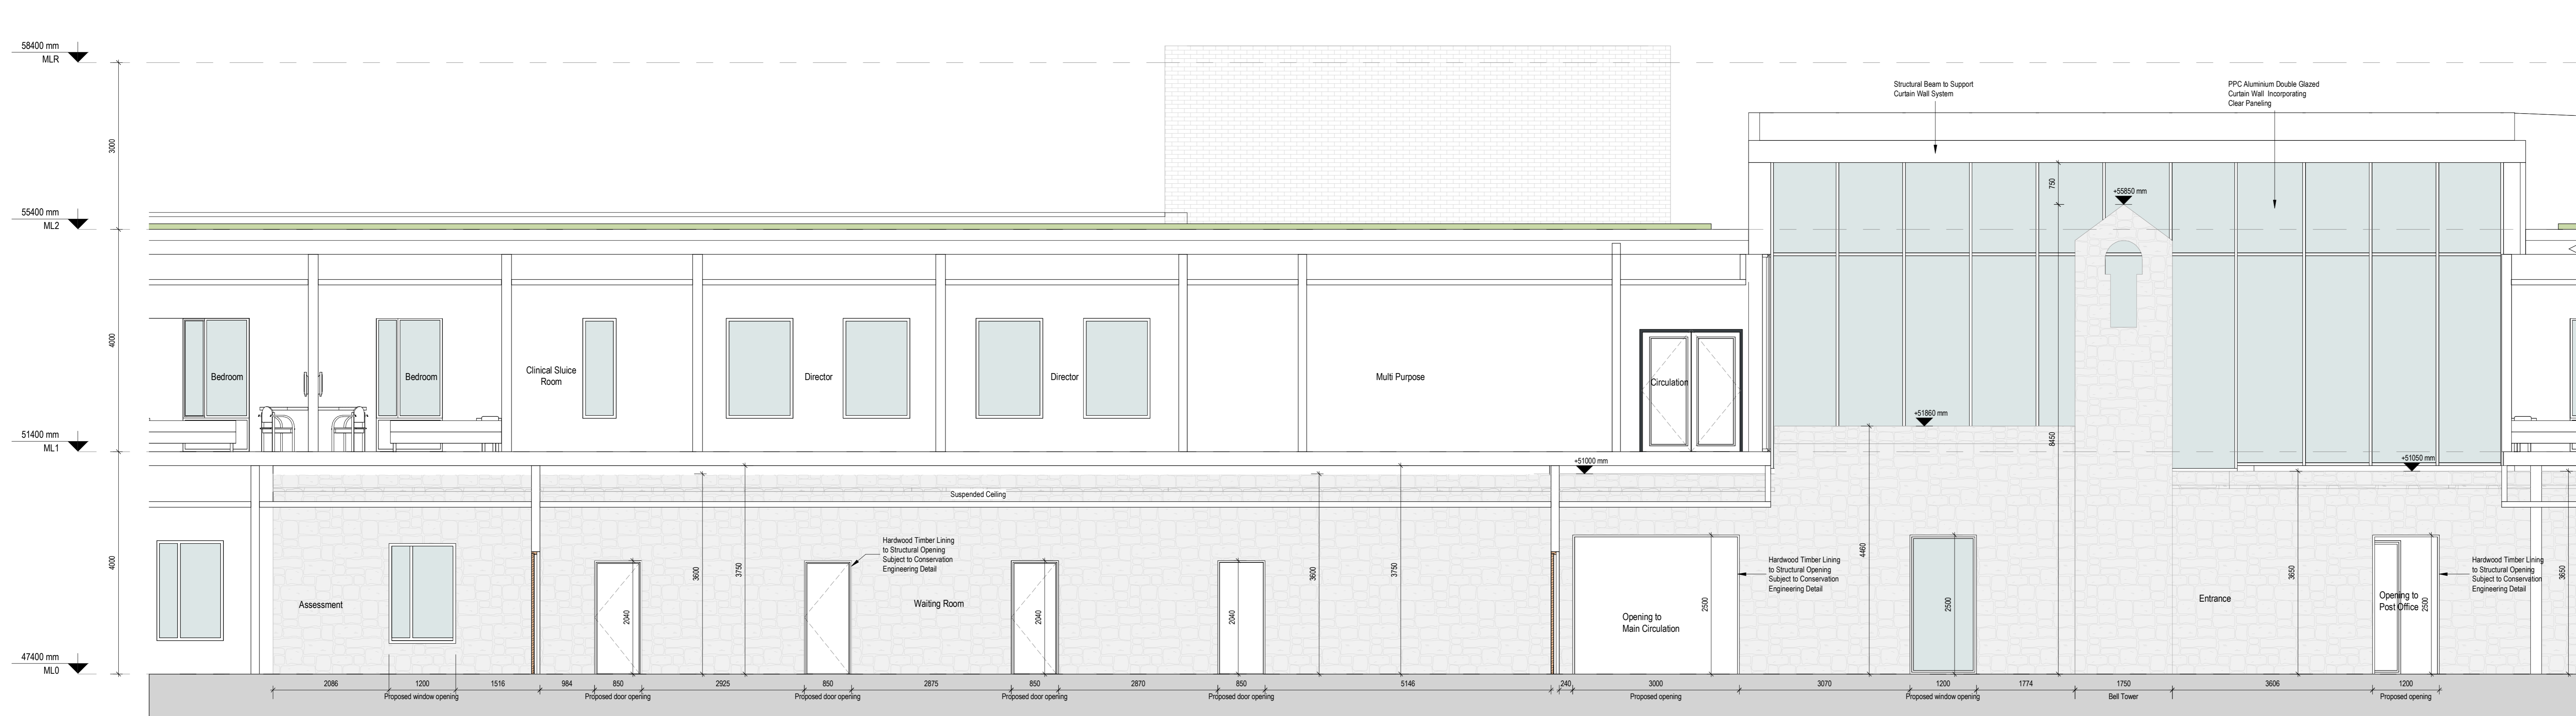 58400 mm
MLR
Structural Beam to Support
Curtain Wall System
PPC Aluminium Double Glazed
Curtain Wall Incorporating
Clear Paneling
3000
750
+55850 mm
55400 mm
ML2
4000
Bedroom
Bedroom
Clinical Sluice
Room
Director
Director
Multi Purpose
Circulation
+51860 mm
8450
51400 mm
ML1
+51000 mm
+51050 mm
Suspended Ceiling
4000
Assessment
3600
3750
Hardwood Timber Lining
to Structural Opening
Subject to Conservation
Engineering Detail
Waiting Room
2040
2040
2040
3600
3750
Opening to
Main Circulation
2500
Hardwood Timber Lining
to Structural Opening
Subject to Conservation
Engineering Detail
4460
2500
Entrance
3650
Opening to
Post Office
2500
Hardwood Timber Lining
to Structural Opening
Subject to Conservation
Engineering Detail
3650
47400 mm
ML0
2086
1200
1516
984
850
2925
850
2875
850
2870
850
5146
240
3000
3070
1200
1774
1750
3606
1200
Proposed window opening
Proposed door opening
Proposed door opening
Proposed door opening
Proposed door opening
Proposed opening
Proposed window opening
Bell Tower
Proposed opening